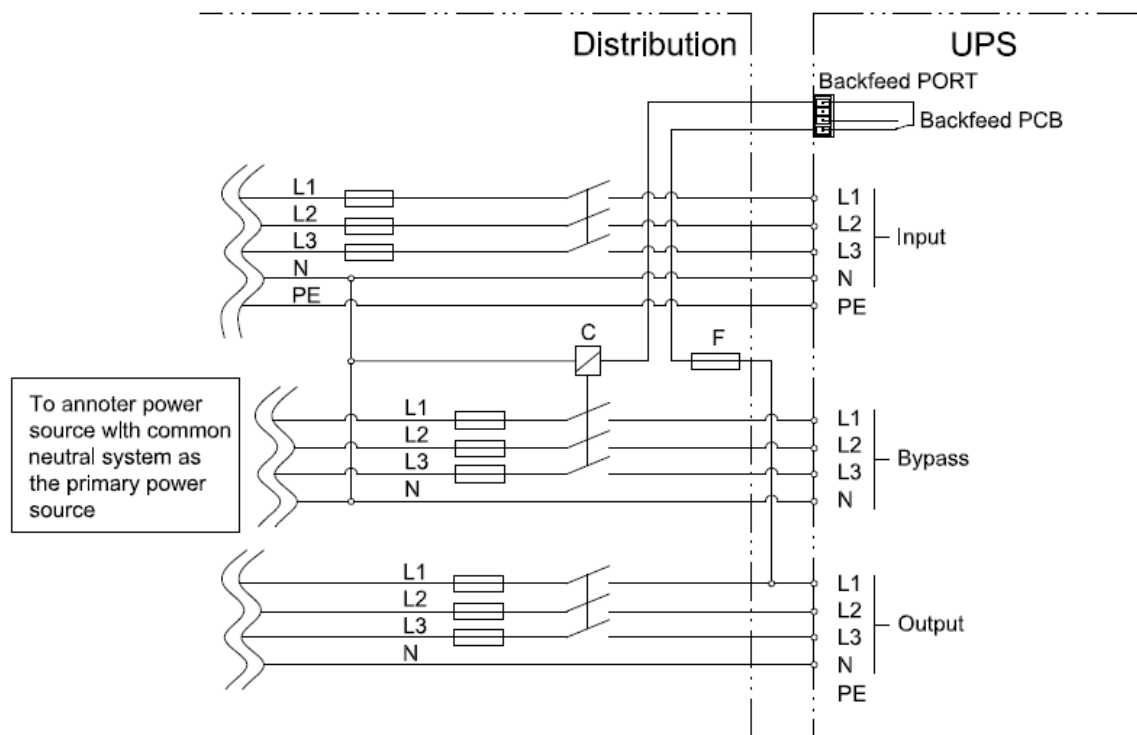 Distribution
UPS
Backfeed PORT
Backfeed PCB
L1
L2
L3
N
PE
L1
L2
L3
N
PE
Input
C
F
To annoter power
source with common
neutral system as
the primary power
source
L1
L2
L3
N
L1
L2
L3
N
Bypass
L1
L2
L3
N
L1
L2
L3
N
PE
Output